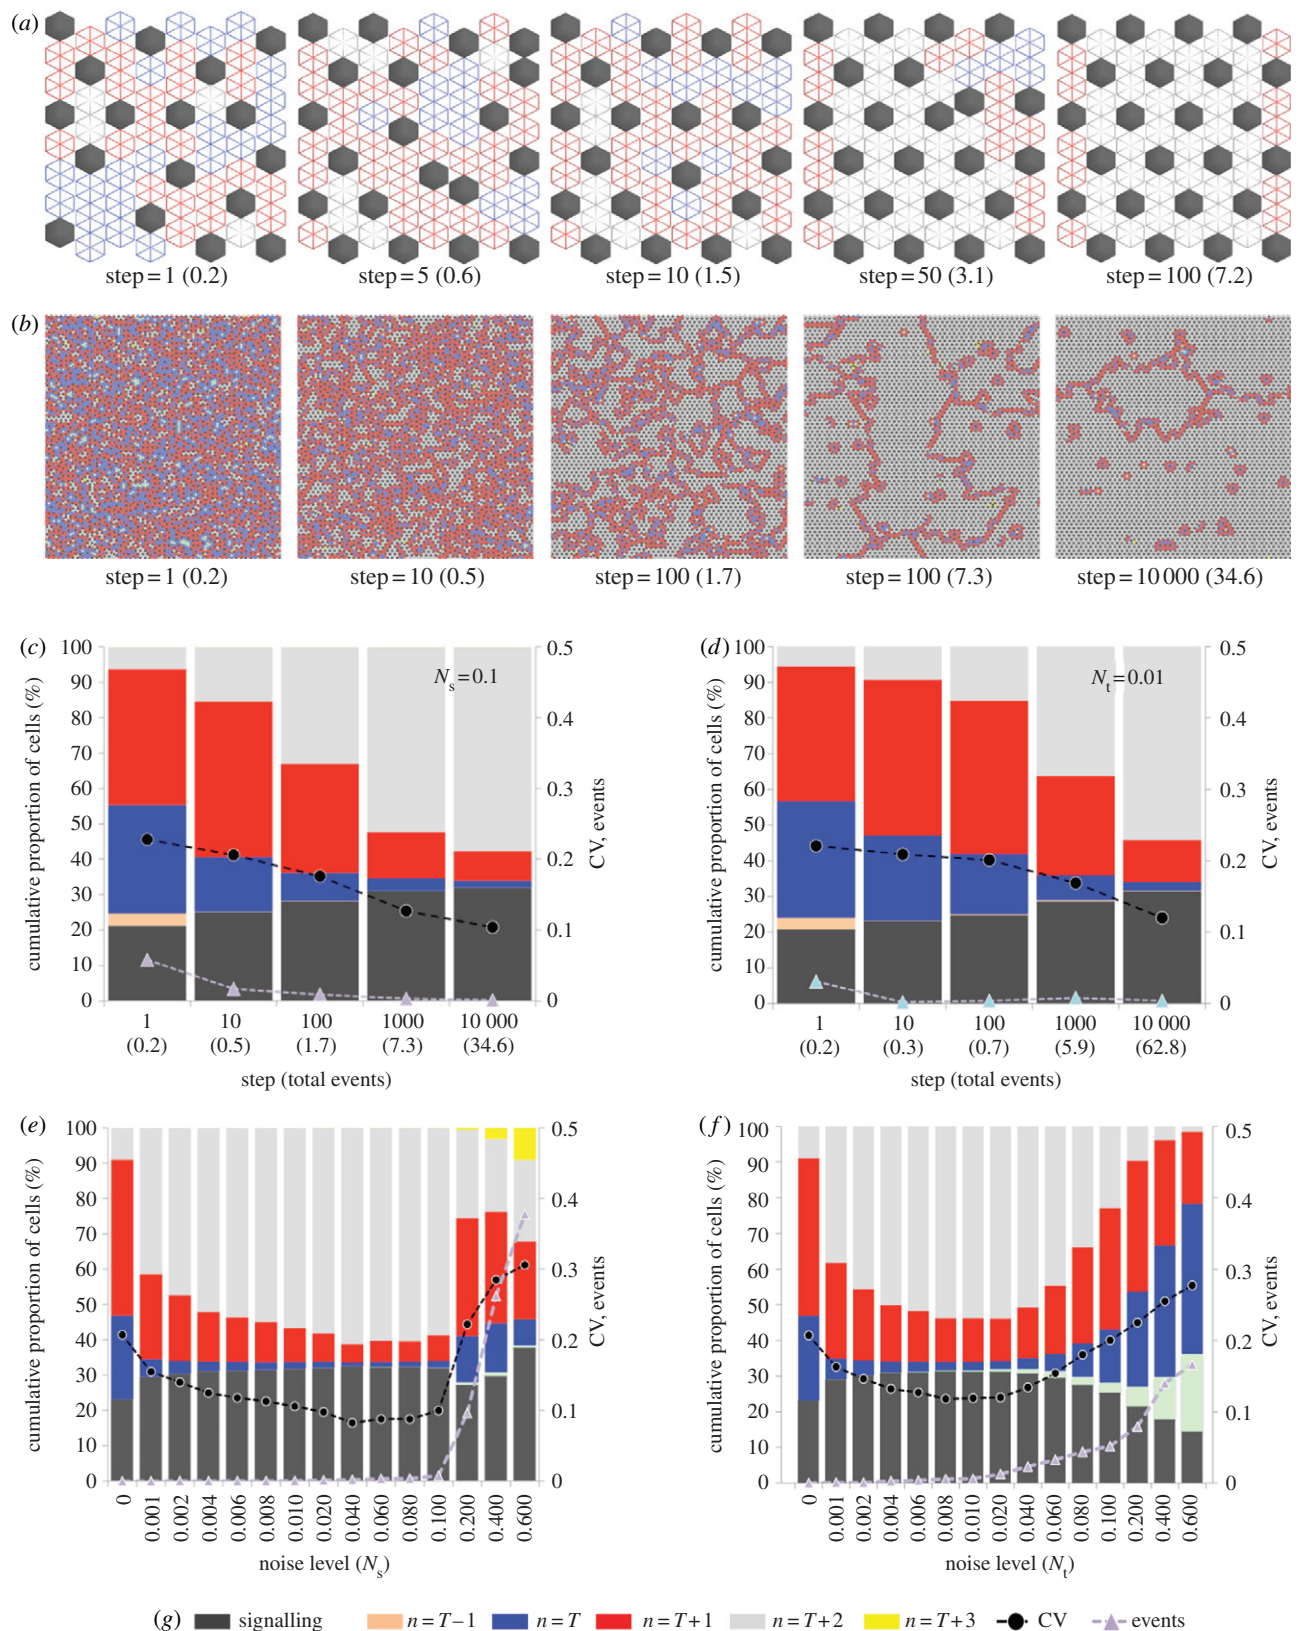 (a)
step = 1 (0.2) step = 5 (0.6) step = 10 (1.5) step = 50 (3.1) step = 100 (7.2)
(b)
step = 1 (0.2) step = 10 (0.5) step = 100 (1.7) step = 100 (7.3) step = 10 000 (34.6)
(c)
N_s = 0.1
cumulative proportion of cells (%)
100
90
80
70
60
50
40
30
20
10
0
0.5
0.4
0.3
0.2
0.1
0
CV, events
1 10 100 1000 10 000
(0.2) (0.5) (1.7) (7.3) (34.6)
step (total events)
(d)
N_t = 0.01
cumulative proportion of cells (%)
100
90
80
70
60
50
40
30
20
10
0
0.5
0.4
0.3
0.2
0.1
0
CV, events
1 10 100 1000 10 000
(0.2) (0.3) (0.7) (5.9) (62.8)
step (total events)
(e)
cumulative proportion of cells (%)
100
90
80
70
60
50
40
30
20
10
0
0.5
0.4
0.3
0.2
0.1
0
CV, events
0 0.001 0.002 0.004 0.006 0.008 0.010 0.020 0.040 0.060 0.080 0.100 0.200 0.400 0.600
noise level (N_s)
(f)
cumulative proportion of cells (%)
100
90
80
70
60
50
40
30
20
10
0
0.5
0.4
0.3
0.2
0.1
0
CV, events
0 0.001 0.002 0.004 0.006 0.008 0.010 0.020 0.040 0.060 0.080 0.100 0.200 0.400 0.600
noise level (N_t)
(g) signalling n = T – 1 n = T n = T + 1 n = T + 2 n = T + 3 CV events